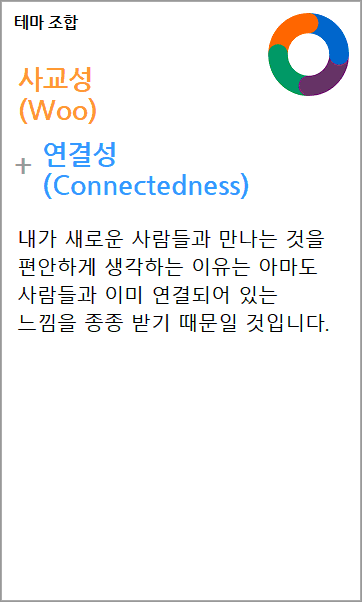 테마 조합
사교성
(Woo)
+ 연결성
(Connectedness)
내가 새로운 사람들과 만나는 것을
편안하게 생각하는 이유는 아마도
사람들과 이미 연결되어 있는
느낌을 종종 받기 때문일 것입니다.